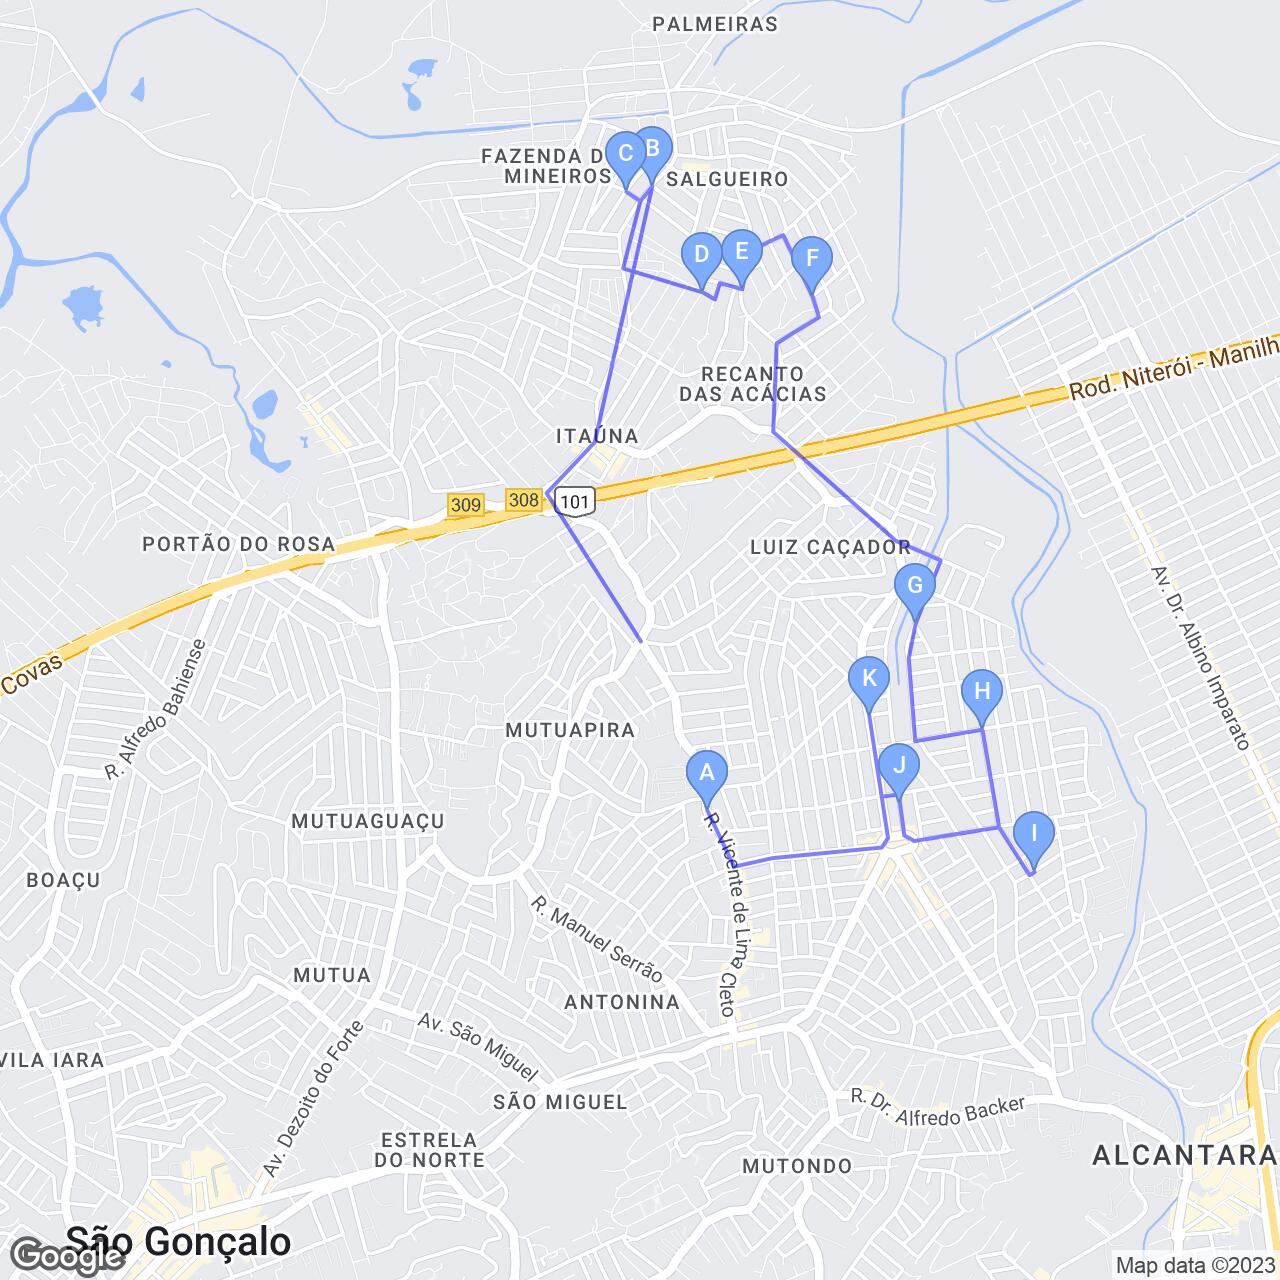 PALMEIRAS
FAZENDA D
MINEIROS
C
B
SALGUEIRO
D
E
F
RECANTO
DAS ACÁCIAS
Rod. Niterói - Manilh
ITAÚNA
309
308
101
PORTÃO DO ROSA
LUIZ CAÇADOR
G
Av. Dr. Albino Imparato
Covas
R. Alfredo Bahiense
K
H
MUTUAPIRA
A
J
I
MUTUAGUAÇU
R. Vicente de Lima Cleto
BOAÇU
R. Manuel Serrão
MUTUA
ANTONINA
Av. São Miguel
VILA IARA
Av. Dezoito do Forte
SÃO MIGUEL
R. Dr. Alfredo Backer
ESTRELA
DO NORTE
MUTONDO
ALCANTARA
São Gonçalo
Google
Map data ©2023